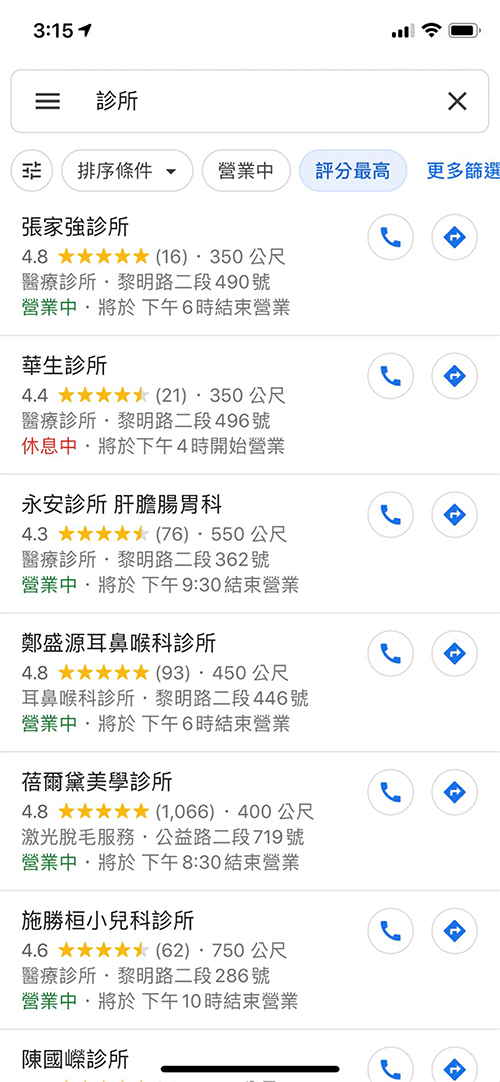 3:15
診所
排序條件 營業中 評分最高 更多篩選
張家強診所
4.8 (16)・350 公尺
醫療診所・黎明路二段490號
營業中・將於 下午6時結束營業
華生診所
4.4 (21)・350 公尺
醫療診所・黎明路二段496號
休息中・將於下午4時開始營業
永安診所 肝膽腸胃科
4.3 (76)・550 公尺
醫療診所・黎明路二段362號
營業中・將於 下午9:30結束營業
鄭盛源耳鼻喉科診所
4.8 (93)・450 公尺
耳鼻喉科診所・黎明路二段446號
營業中・將於 下午6時結束營業
蓓爾黛美學診所
4.8 (1,066)・400 公尺
激光脫毛服務・公益路二段719號
營業中・將於 下午8:30結束營業
施勝桓小兒科診所
4.6 (62)・750 公尺
醫療診所・黎明路二段286號
營業中・將於 下午10時結束營業
陳國嶸診所